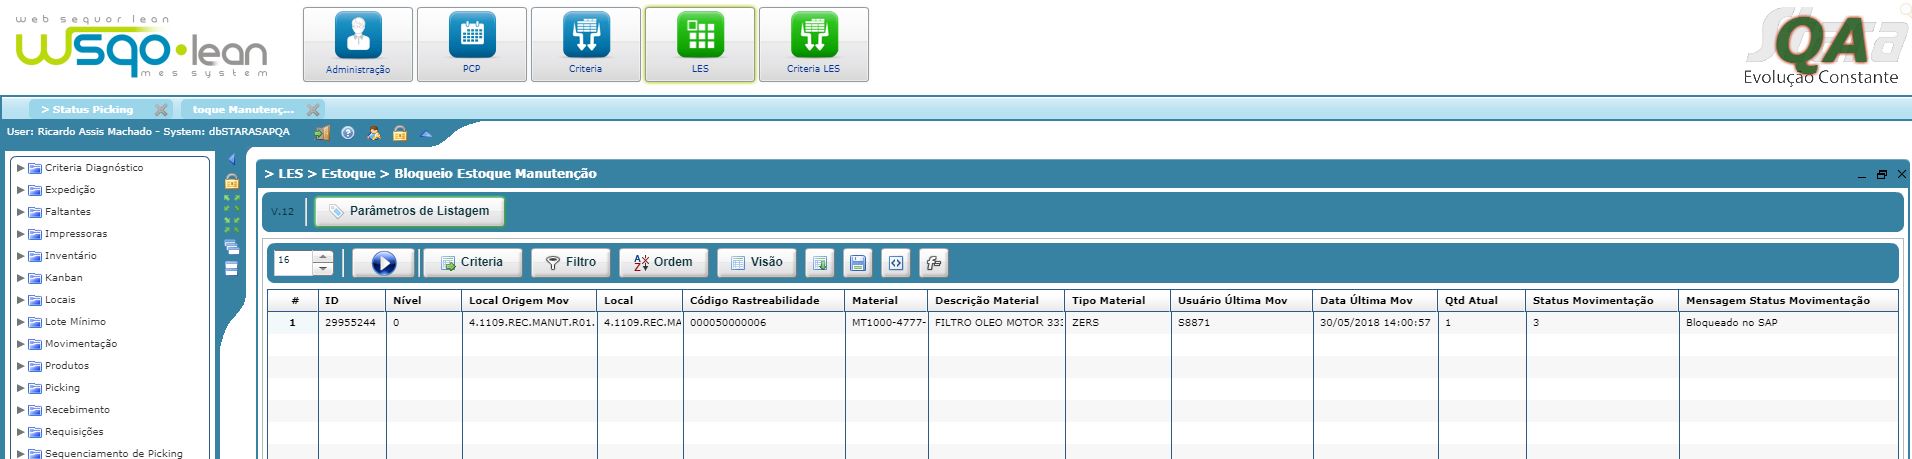 web sequor lean
wsqo•lean
mes system
Administração
PCP
Criteria
LES
Criteria LES
QA
Evolução Constante
> Status Picking
toque Manutenç...
User: Ricardo Assis Machado - System: dbSTARASAPQA
Criteria Diagnóstico
Expedição
Faltantes
Impressoras
Inventário
Kanban
Locais
Lote Mínimo
Movimentação
Produtos
Picking
Recebimento
Requisições
Sequenciamento de Picking
> LES > Estoque > Bloqueio Estoque Manutenção
V.12 Parâmetros de Listagem
16 Criteria Filtro Ordem Visão
# ID Nível Local Origem Mov Local Código Rastreabilidade Material Descrição Material Tipo Material Usuário Última Mov Data Última Mov Qtd Atual Status Movimentação Mensagem Status Movimentação
1 29955244 0 4.1109.REC.MANUT.R01. 4.1109.REC.MA 000050000006 MT1000-4777- FILTRO OLEO MOTOR 333 ZERS S8871 30/05/2018 14:00:57 1 3 Bloqueado no SAP